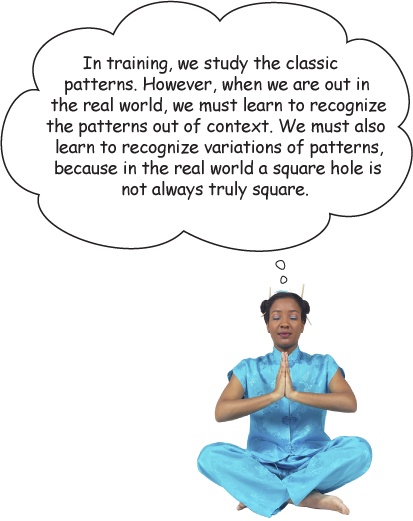 In training, we study the classic
patterns. However, when we are out in
the real world, we must learn to recognize
the patterns out of context. We must also
learn to recognize variations of patterns,
because in the real world a square hole is
not always truly square.